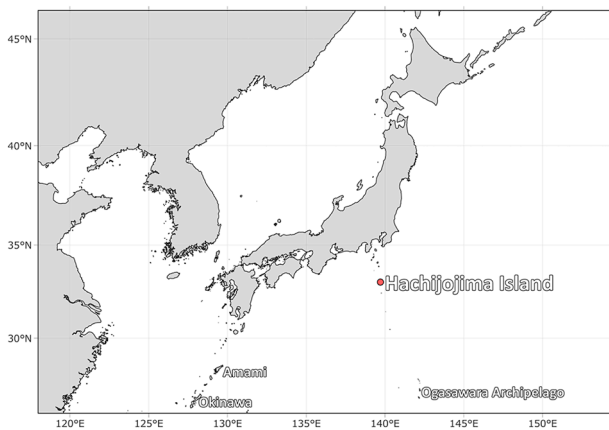 45°N
40°N
35°N
30°N
Hachijojima Island
Amami
Okinawa
Ogasawara Archipelago
120°E 125°E 130°E 135°E 140°E 145°E 150°E